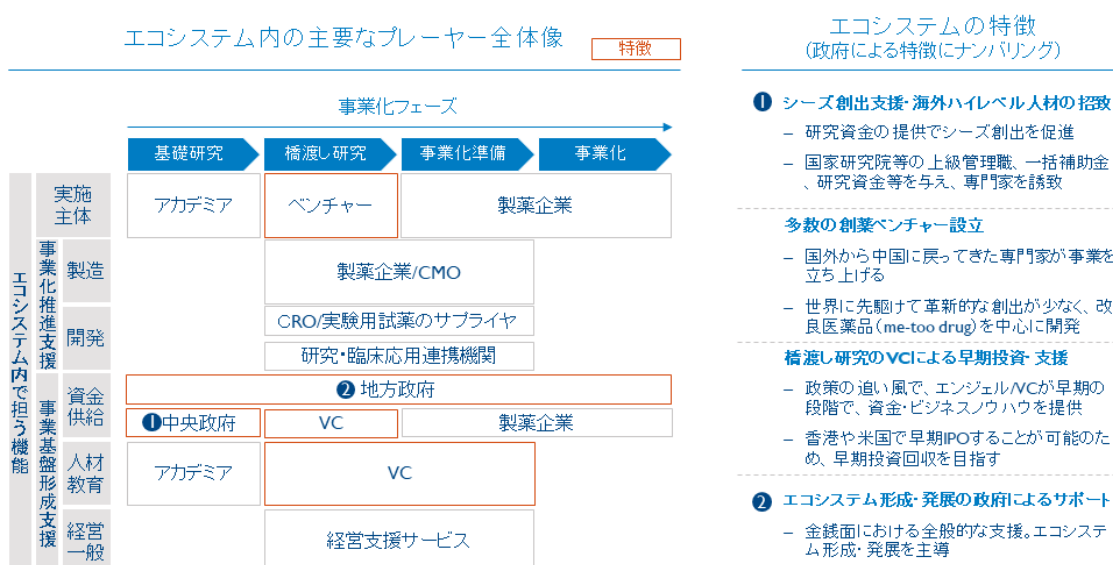 エコシステム内の主要なプレーヤー全体像
特徴
事業化フェーズ
基礎研究
橋渡し研究
事業化準備
事業化
エコシステム内で担う機能
実施
主体
アカデミア
ベンチャー
製薬企業
事業化推進支援
製造
製薬企業/CMO
開発
CRO/実験用試薬のサプライヤ
研究・臨床応用連携機関
事業基盤形成支援
資金
供給
❷ 地方政府
❶中央政府
VC
製薬企業
人材
教育
アカデミア
VC
経営
一般
経営支援サービス
エコシステムの特徴
(政府による特徴にナンバリング)
❶ シーズ創出支援・海外ハイレベル人材の招致
– 研究資金の提供でシーズ創出を促進
– 国家研究院等の上級管理職、一括補助金
、研究資金等を与え、専門家を誘致
多数の創薬ベンチャー設立
– 国外から中国に戻ってきた専門家が事業を
立ち上げる
– 世界に先駆けて革新的な創出が少なく、改
良医薬品(me-too drug)を中心に開発
橋渡し研究のVCによる早期投資・支援
– 政策の追い風で、エンジェル/VCが早期の
段階で、資金・ビジネスノウハウを提供
– 香港や米国で早期IPOすることが可能のた
め、早期投資回収を目指す
❷ エコシステム形成・発展の政府によるサポート
– 金銭面における全般的な支援。エコシステ
ム形成・発展を主導